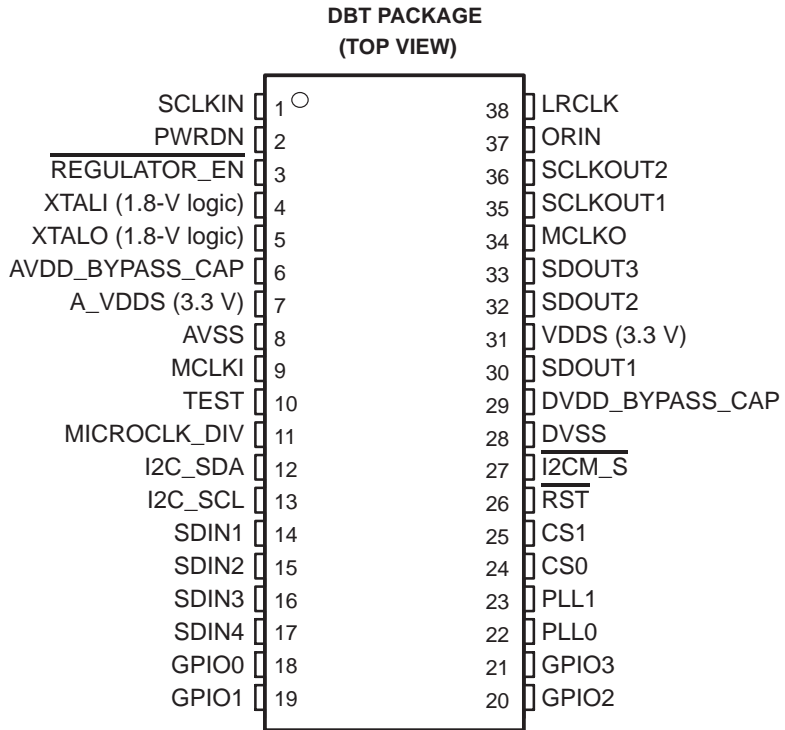 DBT PACKAGE
(TOP VIEW)
SCLKIN 1 38 LRCLK
PWRDN 2 37 ORIN
REGULATOR_EN 3 36 SCLKOUT2
XTALI (1.8-V logic) 4 35 SCLKOUT1
XTALO (1.8-V logic) 5 34 MCLKO
AVDD_BYPASS_CAP 6 33 SDOUT3
A_VDDS (3.3 V) 7 32 SDOUT2
AVSS 8 31 VDDS (3.3 V)
MCLKI 9 30 SDOUT1
TEST 10 29 DVDD_BYPASS_CAP
MICROCLK_DIV 11 28 DVSS
I2C_SDA 12 27 I2CM_S
I2C_SCL 13 26 RST
SDIN1 14 25 CS1
SDIN2 15 24 CS0
SDIN3 16 23 PLL1
SDIN4 17 22 PLL0
GPIO0 18 21 GPIO3
GPIO1 19 20 GPIO2